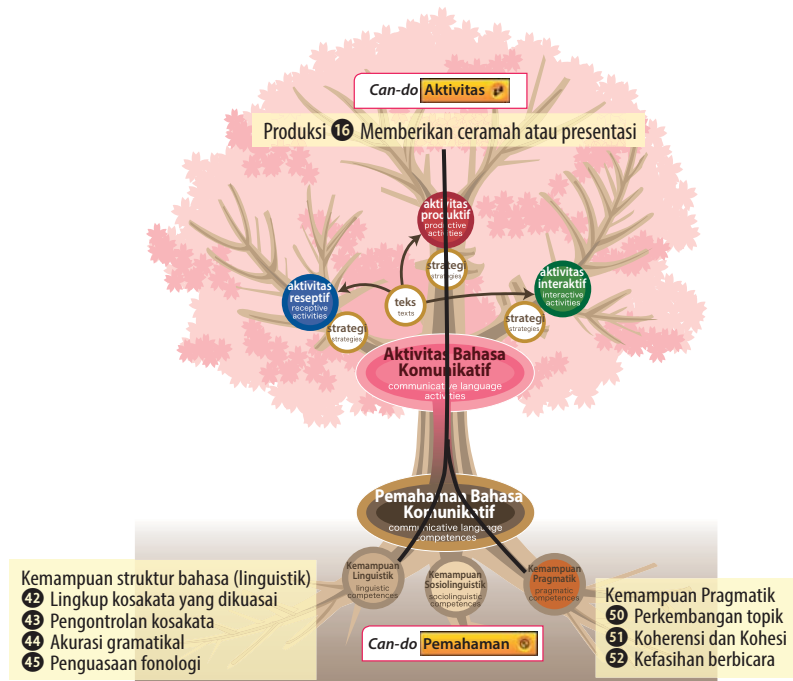 Can-do Aktivitas
Produksi 16 Memberikan ceramah atau presentasi
aktivitas
produktif
productive
activities
strategi
strategies
aktivitas
reseptif
receptive
activities
teks
texts
aktivitas
interaktif
interactive
activities
strategi
strategies
strategi
strategies
Aktivitas Bahasa
Komunikatif
communicative language
activities
Pemahaman Bahasa
Komunikatif
communicative language
competences
Kemampuan
Linguistik
linguistic
competences
Kemampuan
Sosiolinguistik
sociolinguistic
competences
Kemampuan
Pragmatik
pragmatic
competences
Kemampuan struktur bahasa (linguistik)
42 Lingkup kosakata yang dikuasai
43 Pengontrolan kosakata
44 Akurasi gramatikal
45 Penguasaan fonologi
Can-do Pemahaman
Kemampuan Pragmatik
50 Perkembangan topik
51 Koherensi dan Kohesi
52 Kefasihan berbicara